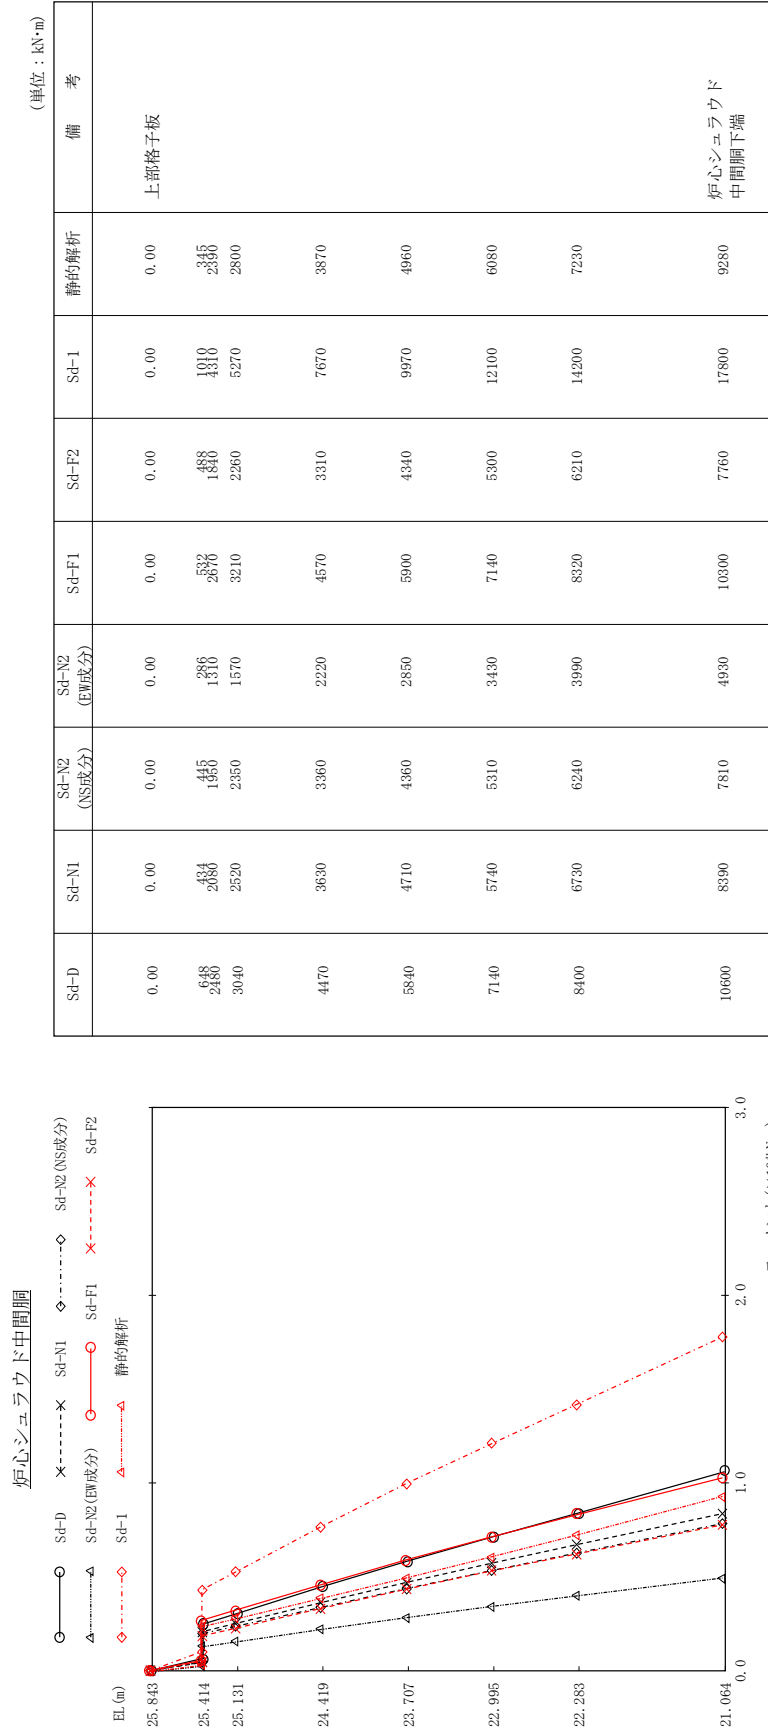 炉心シュラウド中間胴
Sd-D Sd-N1 Sd-N2(NS成分)
Sd-N2(EW成分) Sd-F1 Sd-F2
Sd-1 静的解析
EL(m)
25.843
25.414
25.131
24.419
23.707
22.995
22.283
21.064
0.0 1.0 2.0 3.0
(単位:kN・m)
Sd-D Sd-N1 Sd-N2(NS成分) Sd-N2(EW成分) Sd-F1 Sd-F2 Sd-1 静的解析 備 考
0.00 0.00 0.00 0.00 0.00 0.00 0.00 0.00 上部格子板
648 434 445 286 532 488 1010 345
2480 2080 1950 1310 2670 1840 4310 2390
3040 2520 2350 1570 3210 2260 5270 2800
4470 3630 3360 2220 4570 3310 7670 3870
5840 4710 4360 2850 5900 4340 9970 4960
7140 5740 5310 3430 7140 5300 12100 6080
8400 6730 6240 3990 8320 6210 14200 7230
10600 8390 7810 4930 10300 7760 17800 9280 炉心シュラウド
中間胴下端